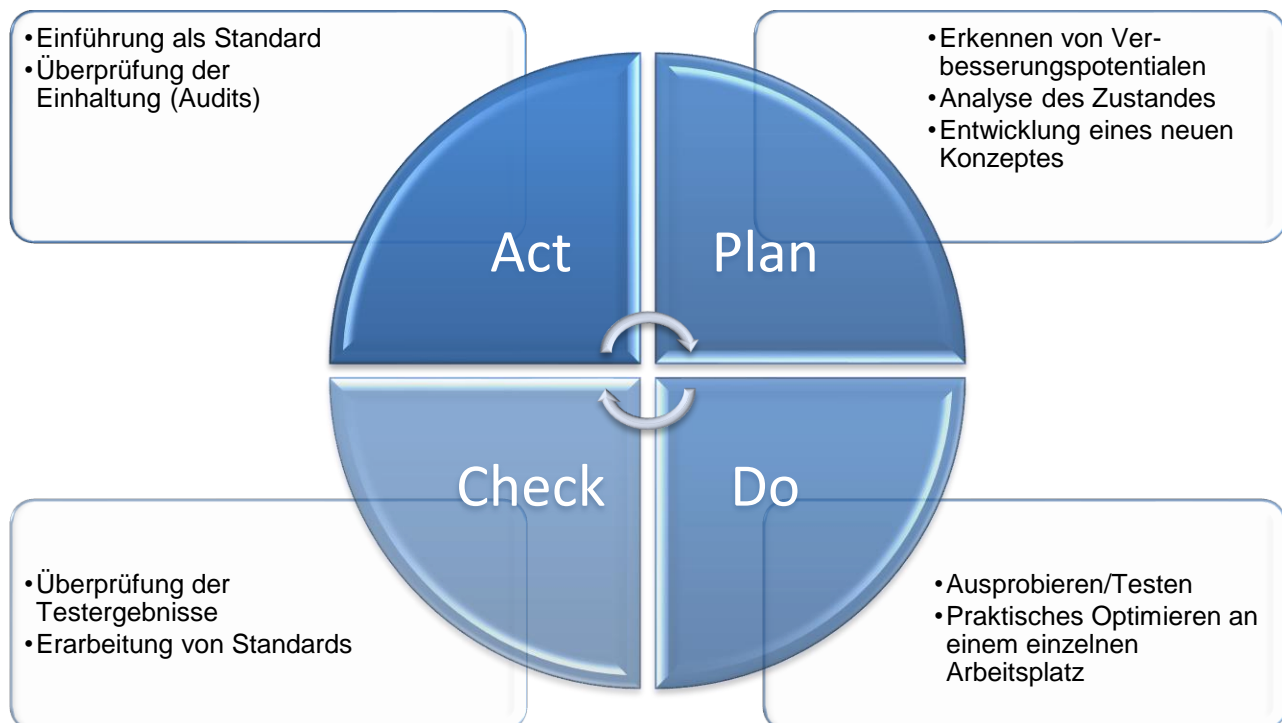 •Einführung als Standard
•Überprüfung der
Einhaltung (Audits)
•Erkennen von Ver-
besserungspotentialen
•Analyse des Zustandes
•Entwicklung eines neuen
Konzeptes
Act
Plan
Check
Do
•Überprüfung der
Testergebnisse
•Erarbeitung von Standards
•Ausprobieren/Testen
•Praktisches Optimieren an
einem einzelnen
Arbeitsplatz